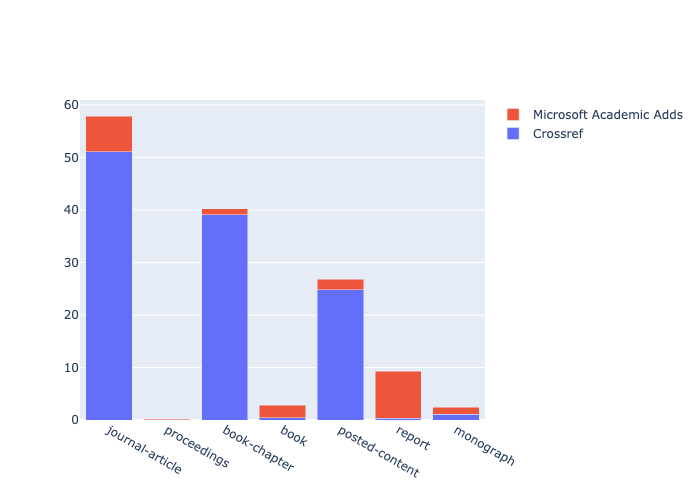 Microsoft Academic Adds
Crossref
60
50
40
30
20
10
0
journal-article
proceedings
book-chapter
book
posted-content
report
monograph